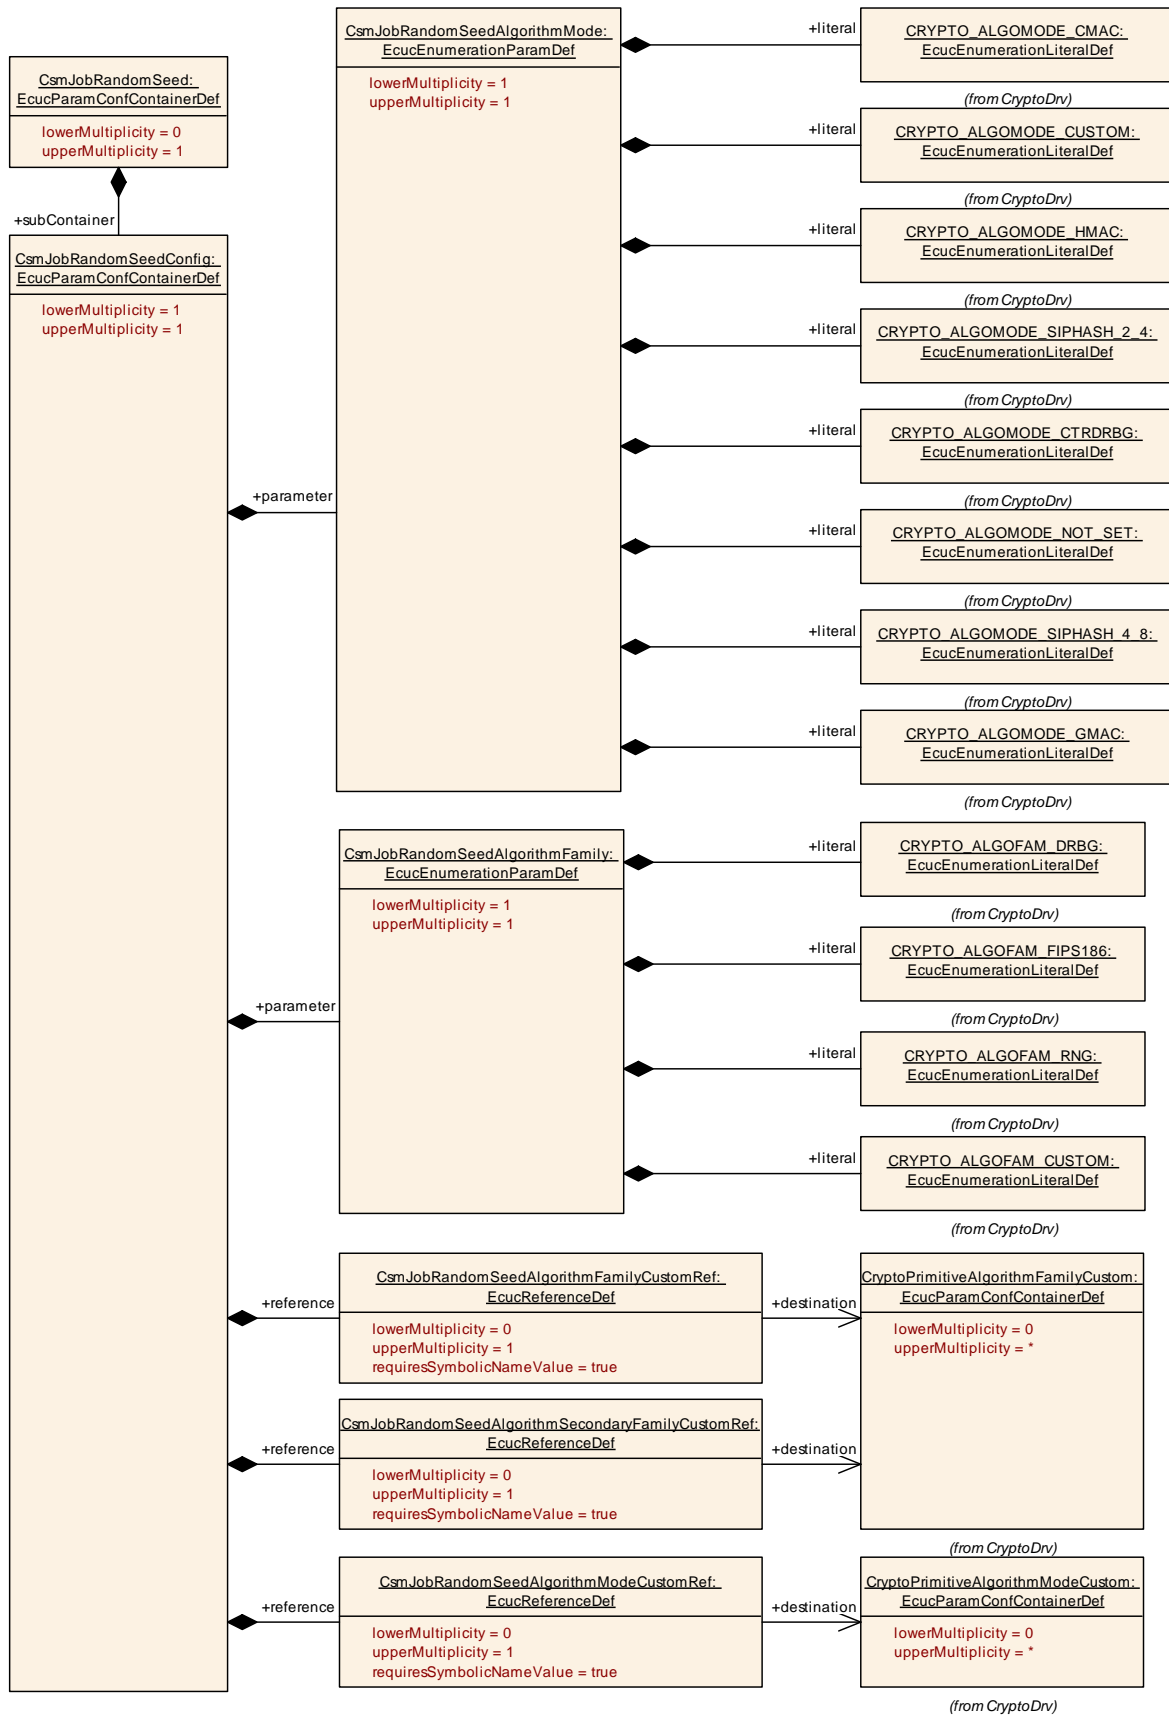 CsmJobRandomSeed:
EcucParamConfContainerDef
lowerMultiplicity = 0
upperMultiplicity = 1
+subContainer
CsmJobRandomSeedConfig:
EcucParamConfContainerDef
lowerMultiplicity = 1
upperMultiplicity = 1
+parameter
CsmJobRandomSeedAlgorithmMode:
EcucEnumerationParamDef
lowerMultiplicity = 1
upperMultiplicity = 1
+literal
CRYPTO_ALGOMODE_CMAC:
EcucEnumerationLiteralDef
(from CryptoDrv)
+literal
CRYPTO_ALGOMODE_CUSTOM:
EcucEnumerationLiteralDef
(from CryptoDrv)
+literal
CRYPTO_ALGOMODE_HMAC:
EcucEnumerationLiteralDef
(from CryptoDrv)
+literal
CRYPTO_ALGOMODE_SIPHASH_2_4:
EcucEnumerationLiteralDef
(from CryptoDrv)
+literal
CRYPTO_ALGOMODE_CTRDRBG:
EcucEnumerationLiteralDef
(from CryptoDrv)
+literal
CRYPTO_ALGOMODE_NOT_SET:
EcucEnumerationLiteralDef
(from CryptoDrv)
+literal
CRYPTO_ALGOMODE_SIPHASH_4_8:
EcucEnumerationLiteralDef
(from CryptoDrv)
+literal
CRYPTO_ALGOMODE_GMAC:
EcucEnumerationLiteralDef
(from CryptoDrv)
+parameter
CsmJobRandomSeedAlgorithmFamily:
EcucEnumerationParamDef
lowerMultiplicity = 1
upperMultiplicity = 1
+literal
CRYPTO_ALGOFAM_DRBG:
EcucEnumerationLiteralDef
(from CryptoDrv)
+literal
CRYPTO_ALGOFAM_FIPS186:
EcucEnumerationLiteralDef
(from CryptoDrv)
+literal
CRYPTO_ALGOFAM_RNG:
EcucEnumerationLiteralDef
(from CryptoDrv)
+literal
CRYPTO_ALGOFAM_CUSTOM:
EcucEnumerationLiteralDef
(from CryptoDrv)
+reference
CsmJobRandomSeedAlgorithmFamilyCustomRef:
EcucReferenceDef
lowerMultiplicity = 0
upperMultiplicity = 1
requiresSymbolicNameValue = true
+destination
CryptoPrimitiveAlgorithmFamilyCustom:
EcucParamConfContainerDef
lowerMultiplicity = 0
upperMultiplicity = *
(from CryptoDrv)
+reference
CsmJobRandomSeedAlgorithmSecondaryFamilyCustomRef:
EcucReferenceDef
lowerMultiplicity = 0
upperMultiplicity = 1
requiresSymbolicNameValue = true
+destination
+reference
CsmJobRandomSeedAlgorithmModeCustomRef:
EcucReferenceDef
lowerMultiplicity = 0
upperMultiplicity = 1
requiresSymbolicNameValue = true
+destination
CryptoPrimitiveAlgorithmModeCustom:
EcucParamConfContainerDef
lowerMultiplicity = 0
upperMultiplicity = *
(from CryptoDrv)